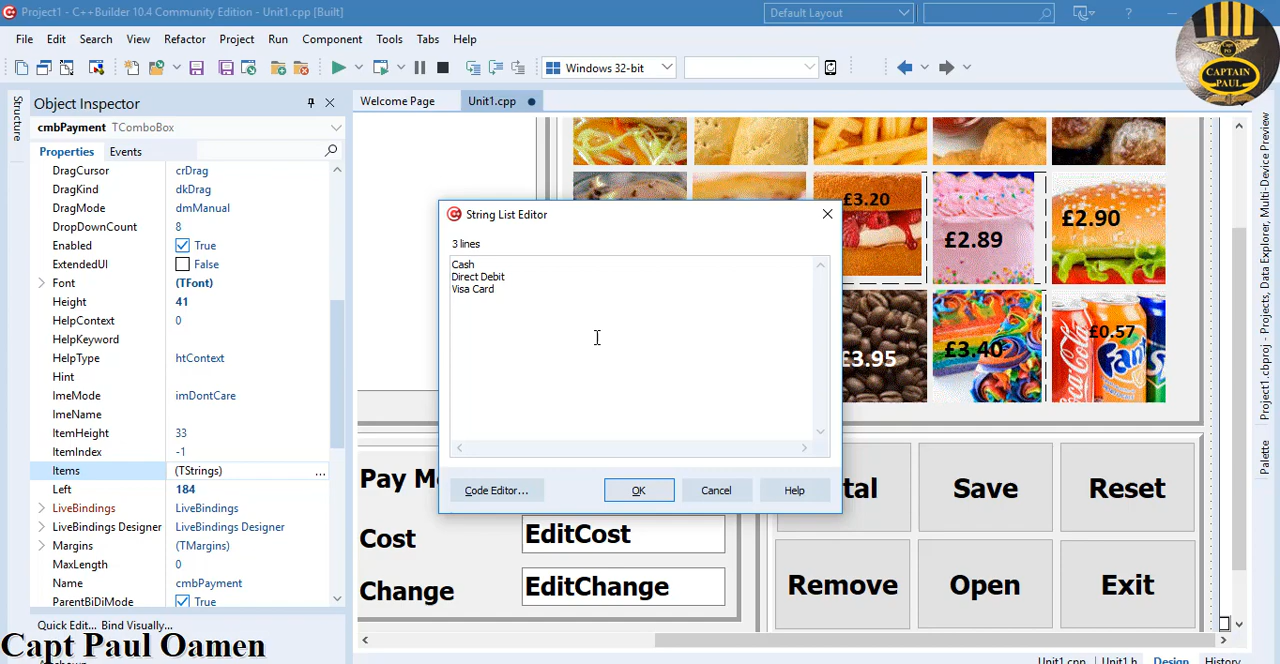 Project1 - C++Builder 10.4 Community Edition - Unit1.cpp [Built]
Default Layout
?
CAPTAIN
PAUL
File Edit Search View Refactor Project Run Component Tools Tabs Help
Windows 32-bit
Structure
Object Inspector
cmbPayment TComboBox
Properties Events
DragCursor crDrag
DragKind dkDrag
DragMode dmManual
DropDownCount 8
Enabled True
ExtendedUI False
Font (TFont)
Height 41
HelpContext 0
HelpKeyword
HelpType htContext
Hint
ImeMode imDontCare
ImeName
ItemHeight 33
ItemIndex -1
Items (TStrings) ...
Left 184
LiveBindings LiveBindings
LiveBindings Designer LiveBindings Designer
Margins (TMargins)
MaxLength 0
Name cmbPayment
ParentBiDiMode True
Quick Edit... Bind Visually...
Capt Paul Oamen
Welcome Page Unit1.cpp
£3.20
£2.89
£2.90
£3.95
£3.40
£0.57
Coca-Cola
Fanta
String List Editor
3 lines
Cash
Direct Debit
Visa Card
Code Editor... OK Cancel Help
Pay M
Cost EditCost
Change EditChange
tal Save Reset
Remove Open Exit
Unit1.cpp Unit1.h Design History
Project1.cbproj - Projects, Data Explorer, Multi-Device Preview
Palette